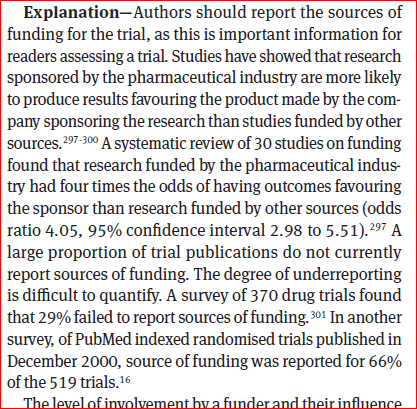 Explanation—Authors should report the sources of
funding for the trial, as this is important information for
readers assessing a trial. Studies have showed that research
sponsored by the pharmaceutical industry are more likely
to produce results favouring the product made by the com-
pany sponsoring the research than studies funded by other
sources.297-300 A systematic review of 30 studies on funding
found that research funded by the pharmaceutical indus-
try had four times the odds of having outcomes favouring
the sponsor than research funded by other sources (odds
ratio 4.05, 95% confidence interval 2.98 to 5.51).297 A
large proportion of trial publications do not currently
report sources of funding. The degree of underreporting
is difficult to quantify. A survey of 370 drug trials found
that 29% failed to report sources of funding.301 In another
survey, of PubMed indexed randomised trials published in
December 2000, source of funding was reported for 66%
of the 519 trials.16
The level of involvement by a funder and their influence